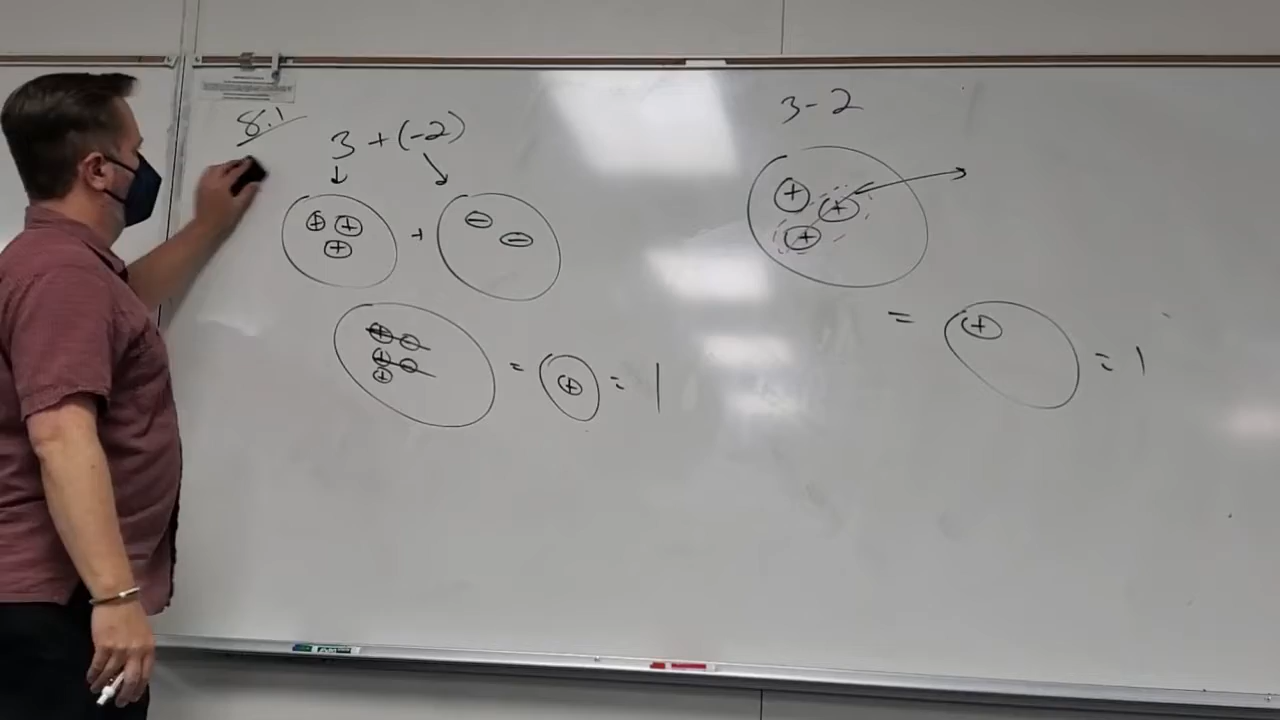 8.1
3 + (-2)
+
= + = 1
3 - 2
= + = 1